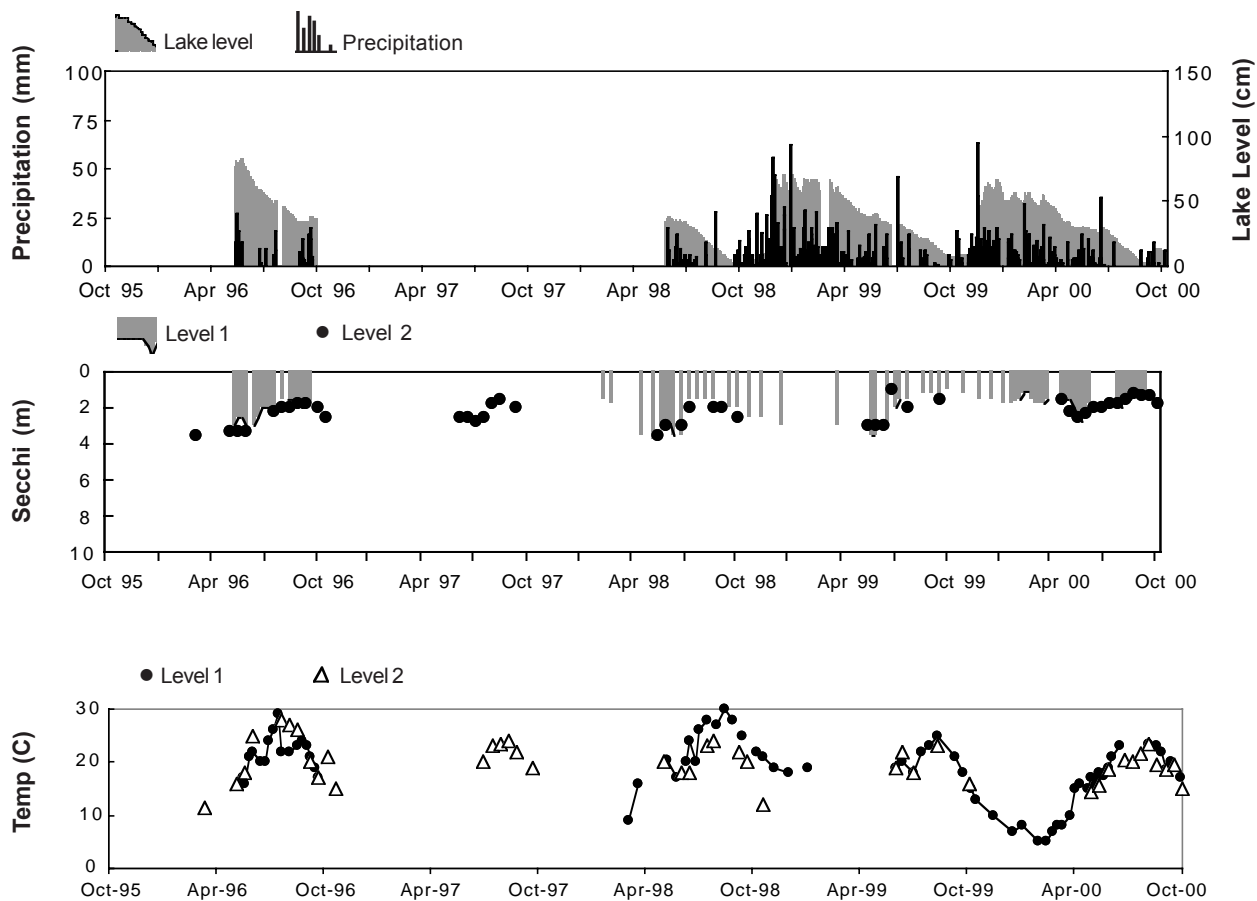 Lake level Precipitation
Precipitation (mm)
100
75
50
25
0
150
100
50
0
Lake Level (cm)
Oct 95 Apr 96 Oct 96 Apr 97 Oct 97 Apr 98 Oct 98 Apr 99 Oct 99 Apr 00 Oct 00
Level 1 Level 2
Secchi (m)
0
2
4
6
8
10
Oct 95 Apr 96 Oct 96 Apr 97 Oct 97 Apr 98 Oct 98 Apr 99 Oct 99 Apr 00 Oct 00
Level 1 Level 2
Temp (C)
30
20
10
0
Oct-95 Apr-96 Oct-96 Apr-97 Oct-97 Apr-98 Oct-98 Apr-99 Oct-99 Apr-00 Oct-00